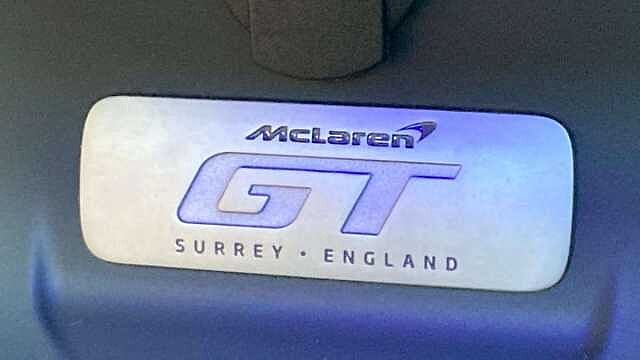 McLaren
GT
SURREY · ENGLAND